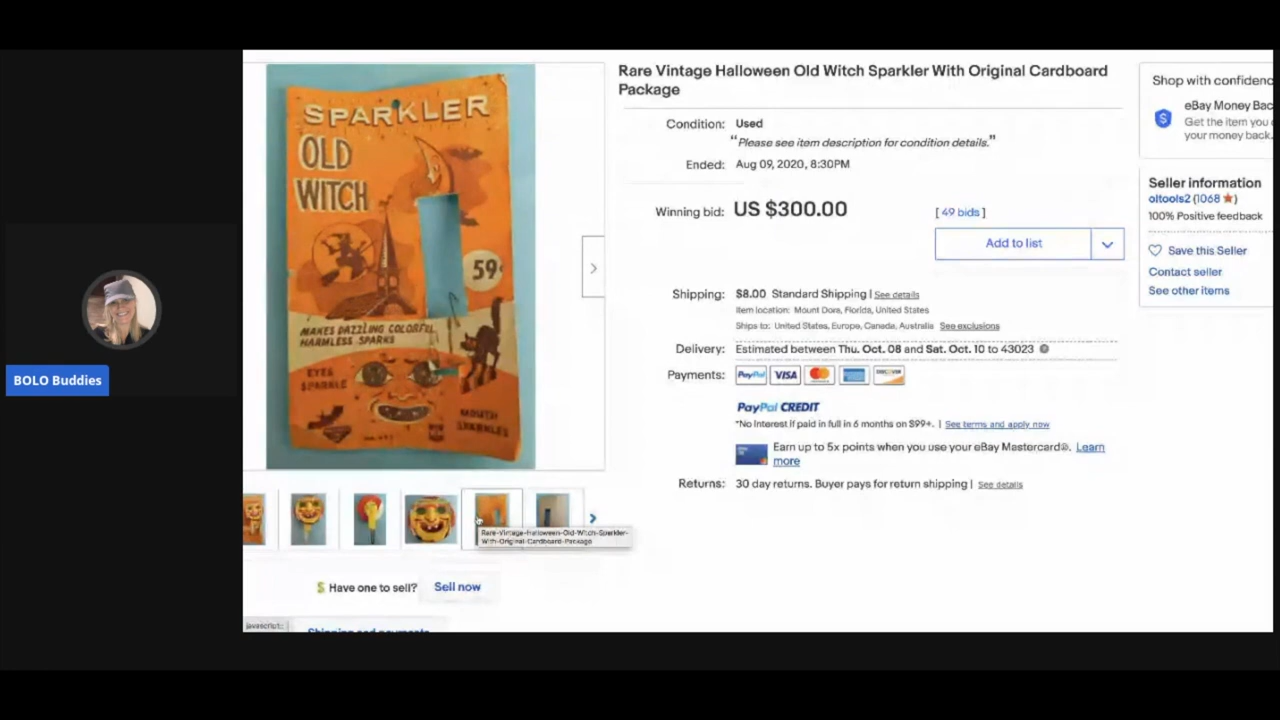 SPARKLER
OLD
WITCH
59¢
MAKES DAZZLING COLORFUL
HARMLESS SPARKS
EYES
SPARKLE
MOUTH
SPARKLES
Rare Vintage Halloween Old Witch Sparkler With Original Cardboard
Package
Condition: Used
“Please see item description for condition details.”
Ended: Aug 09, 2020, 8:30PM
Winning bid: US $300.00 [ 49 bids ]
Add to list
Shipping: $8.00 Standard Shipping | See details
Item location: Mount Dora, Florida, United States
Ships to: United States, Europe, Canada, Australia See exclusions
Delivery: Estimated between Thu. Oct. 08 and Sat. Oct. 10 to 43023
Payments: PayPal VISA MasterCard DISCOVER
PayPal CREDIT
*No Interest if paid in full in 6 months on $99+. | See terms and apply now
Earn up to 5x points when you use your eBay Mastercard®. Learn
more
Returns: 30 day returns. Buyer pays for return shipping | See details
Shop with confidenc
eBay Money Bac
Get the item you
your money back.
Seller information
oltools2 (1068 ★)
100% Positive feedback
Save this Seller
Contact seller
See other items
BOLO Buddies
Rare-Vintage-Halloween-Old-Witch-Sparkler-
With-Original-Cardboard-Package
$ Have one to sell? Sell now
javascript:;
Shipping and payments